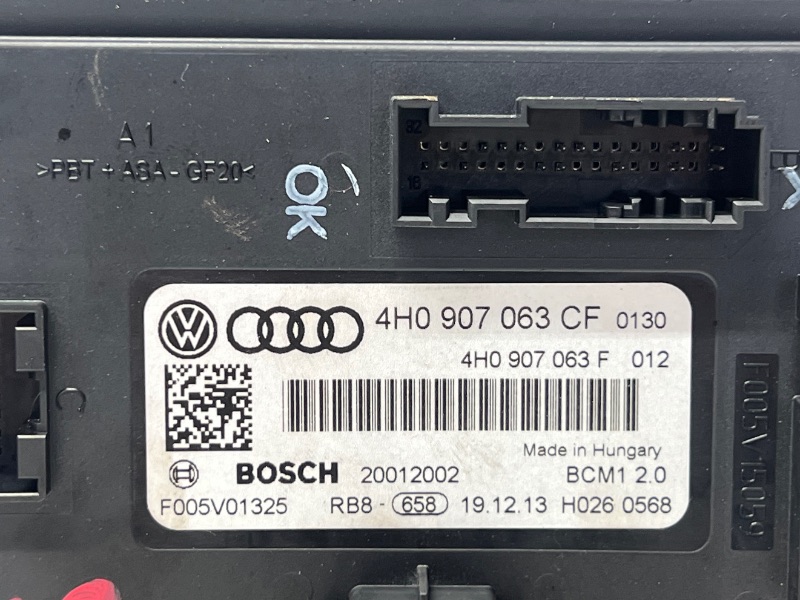 A1
>PBT + ASA - GF20<
OK
32
16
4H0 907 063 CF 0130
4H0 907 063 F 012
Made in Hungary
BOSCH 20012002 BCM1 2.0
F005V01325 RB8 - 658 19.12.13 H026 0568
C
F005V15059